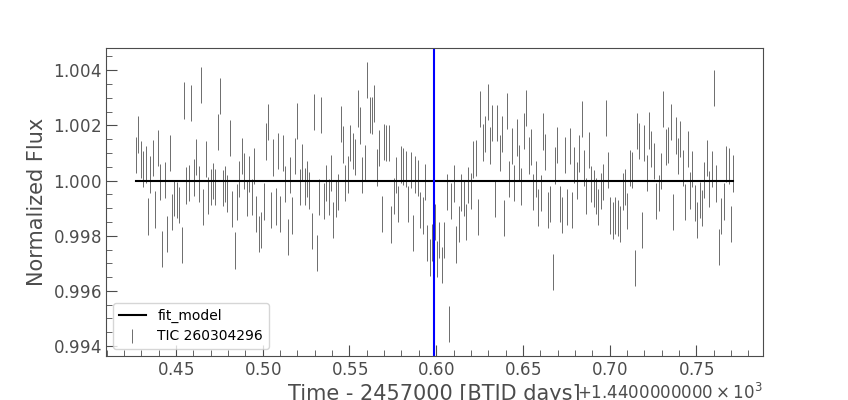 1.004
1.002
1.000
0.998
0.996
0.994
Normalized Flux
fit_model
TIC 260304296
0.45 0.50 0.55 0.60 0.65 0.70 0.75
Time - 2457000 [BTJD days]
+1.4400000000 × 10³